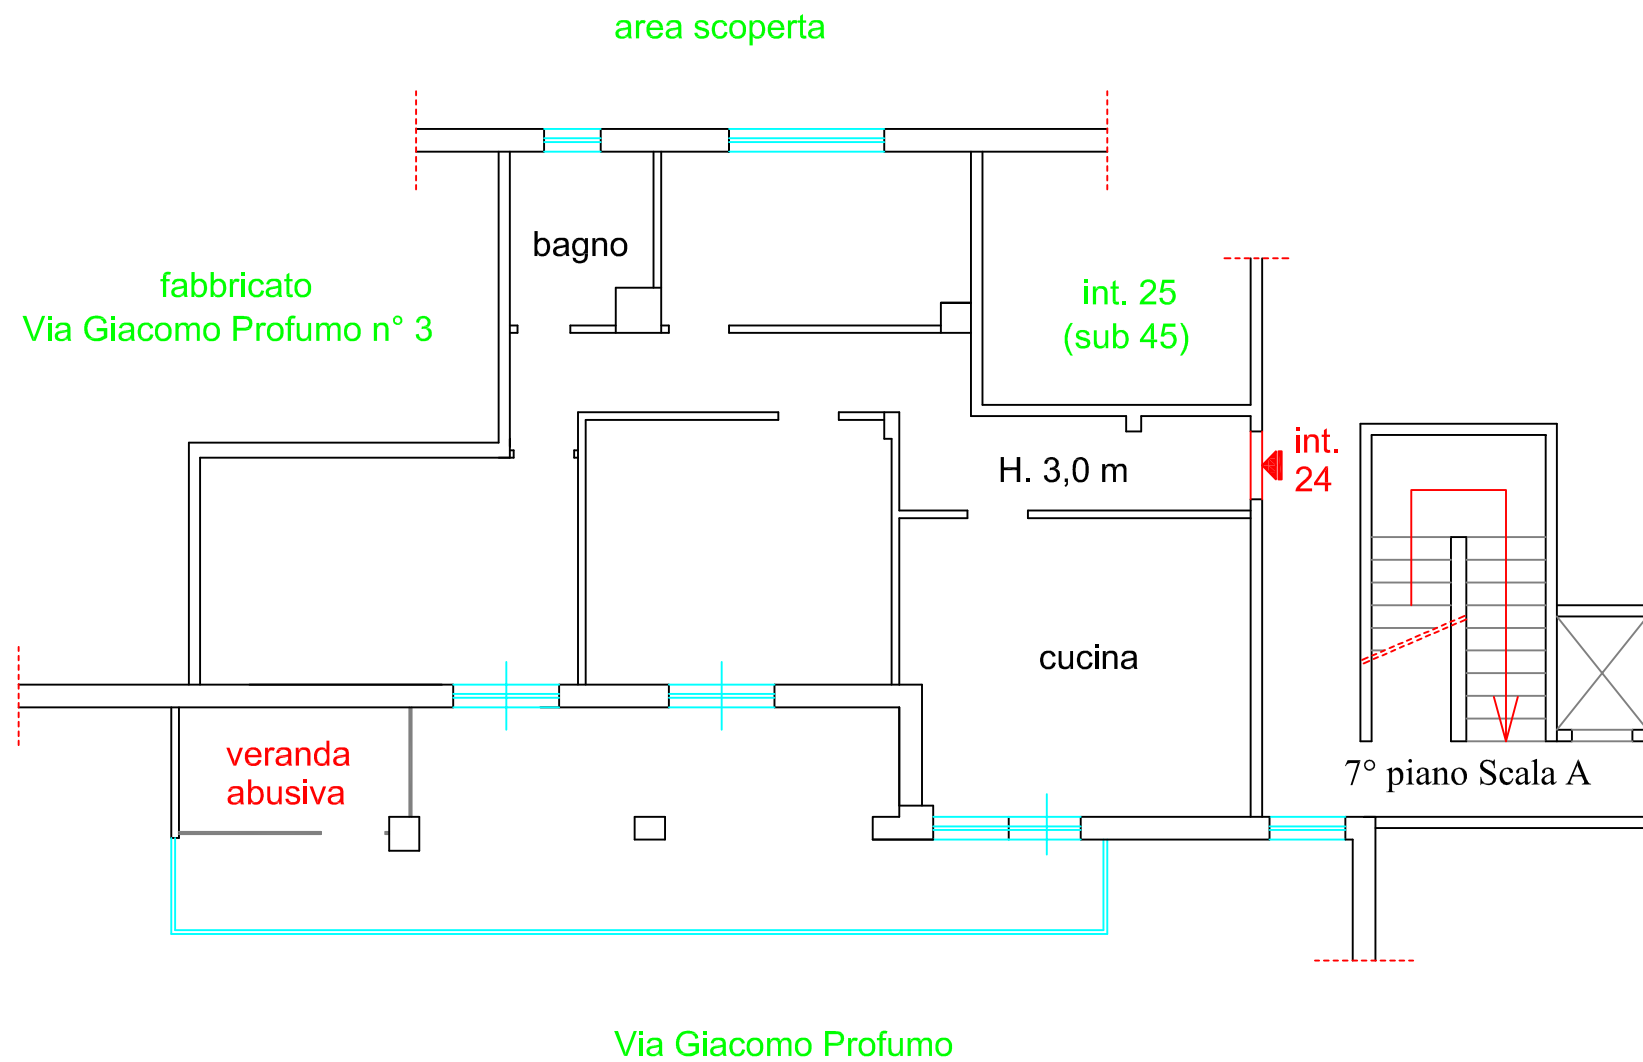 area scoperta
bagno
fabbricato
Via Giacomo Profumo n° 3
int. 25
(sub 45)
H. 3,0 m
int.
24
cucina
veranda
abusiva
7° piano Scala A
Via Giacomo Profumo